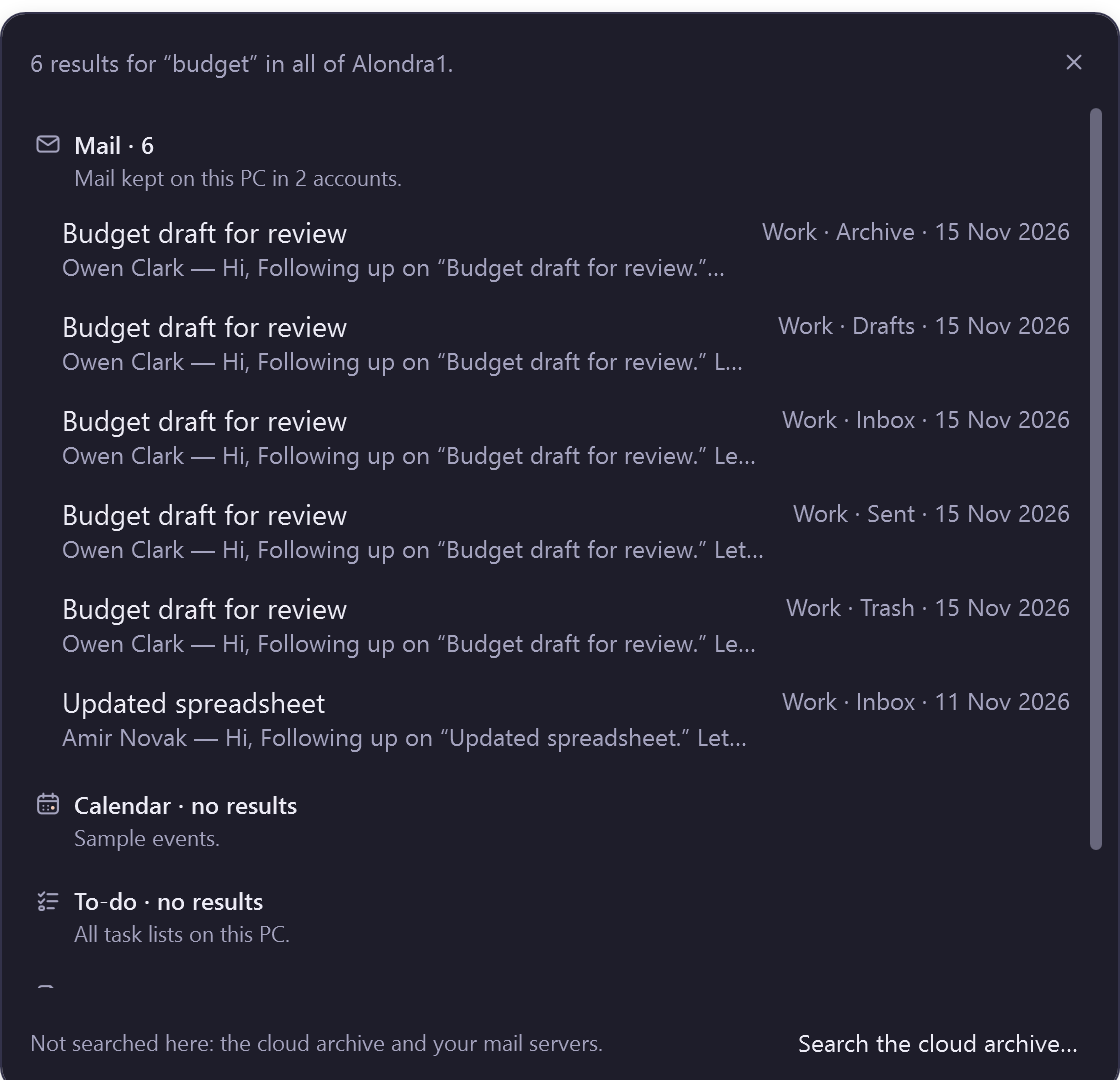 6 results for “budget” in all of Alondra1.
Mail · 6
Mail kept on this PC in 2 accounts.
Budget draft for review
Work · Archive · 15 Nov 2026
Owen Clark — Hi, Following up on “Budget draft for review.”...
Budget draft for review
Work · Drafts · 15 Nov 2026
Owen Clark — Hi, Following up on “Budget draft for review.” L...
Budget draft for review
Work · Inbox · 15 Nov 2026
Owen Clark — Hi, Following up on “Budget draft for review.” Le...
Budget draft for review
Work · Sent · 15 Nov 2026
Owen Clark — Hi, Following up on “Budget draft for review.” Let...
Budget draft for review
Work · Trash · 15 Nov 2026
Owen Clark — Hi, Following up on “Budget draft for review.” Le...
Updated spreadsheet
Work · Inbox · 11 Nov 2026
Amir Novak — Hi, Following up on “Updated spreadsheet.” Let...
Calendar · no results
Sample events.
To-do · no results
All task lists on this PC.
Not searched here: the cloud archive and your mail servers.
Search the cloud archive...